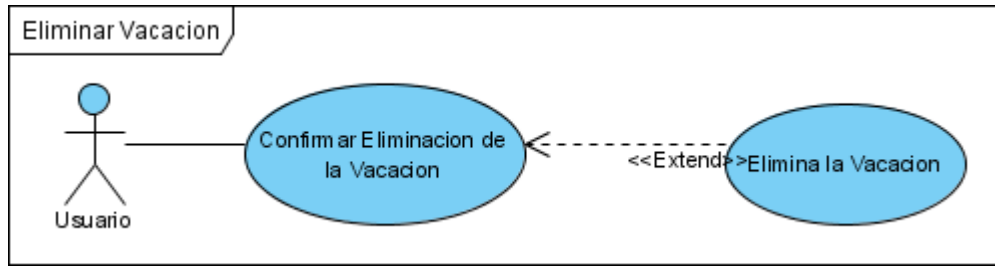 Eliminar Vacacion
Confirmar Eliminacion de
la Vacacion
<<Extend>>
Elimina la Vacacion
Usuario